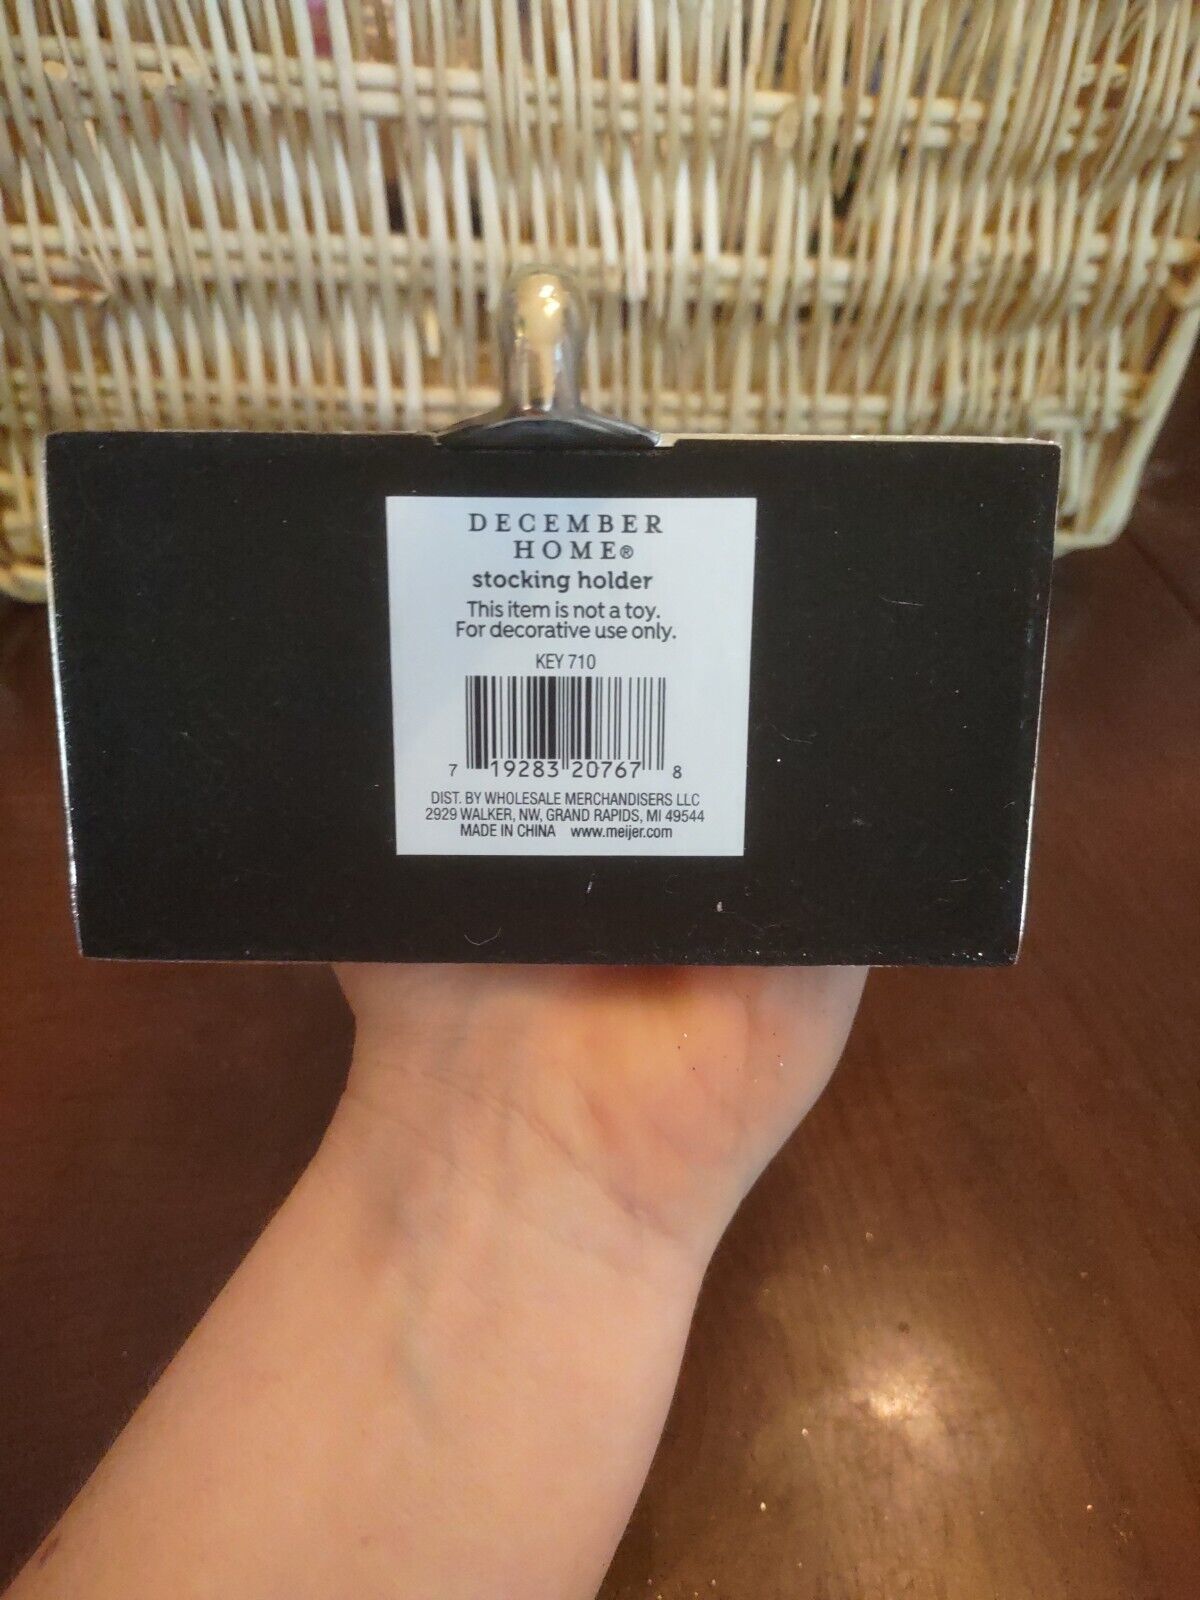 DECEMBER
HOME®
stocking holder
This item is not a toy.
For decorative use only.
KEY 710
7 19283 20767 8
DIST. BY WHOLESALE MERCHANDISERS LLC
2929 WALKER, NW, GRAND RAPIDS, MI 49544
MADE IN CHINA www.meijer.com